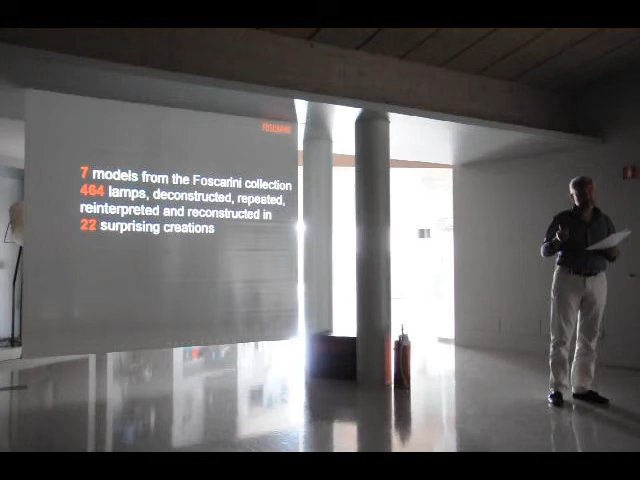 FOSCARINI
7 models from the Foscarini collection
464 lamps, deconstructed, repeated,
reinterpreted and reconstructed in
22 surprising creations